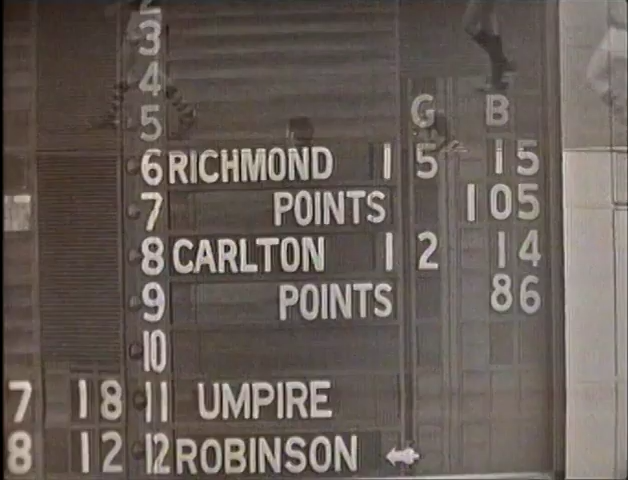 2
3
4
5 G B
6 RICHMOND 15 15
7 POINTS 105
8 CARLTON 12 14
9 POINTS 86
10
7 18 11 UMPIRE
8 12 12 ROBINSON